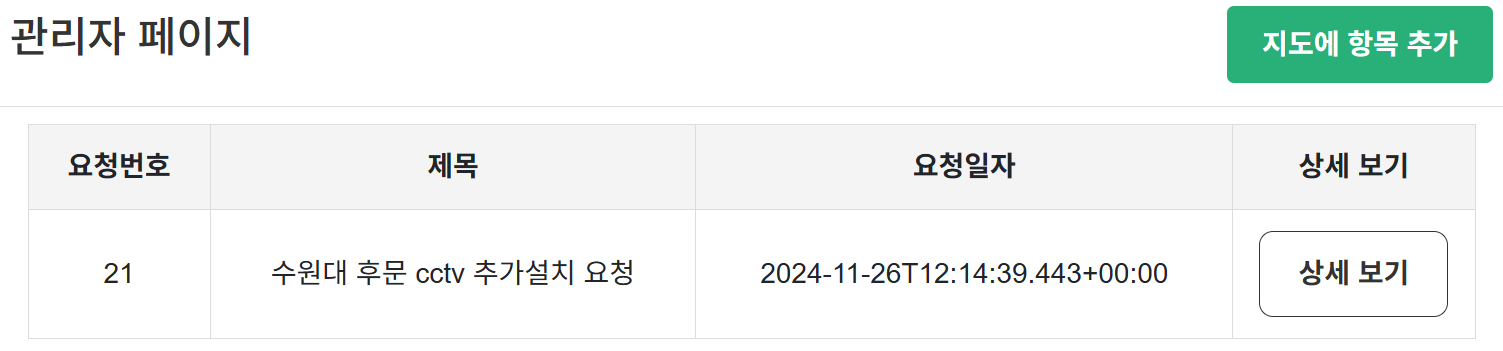 관리자 페이지
지도에 항목 추가
요청번호 제목 요청일자 상세 보기
21 수원대 후문 cctv 추가설치 요청 2024-11-26T12:14:39.443+00:00 상세 보기